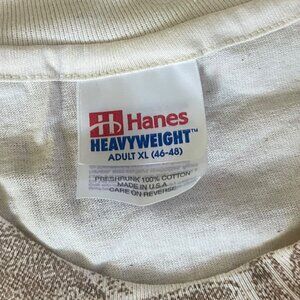 Hanes
HEAVYWEIGHT™
ADULT XL (46-48)
PRESHRUNK 100% COTTON
MADE IN U.S.A
CARE ON REVERSE